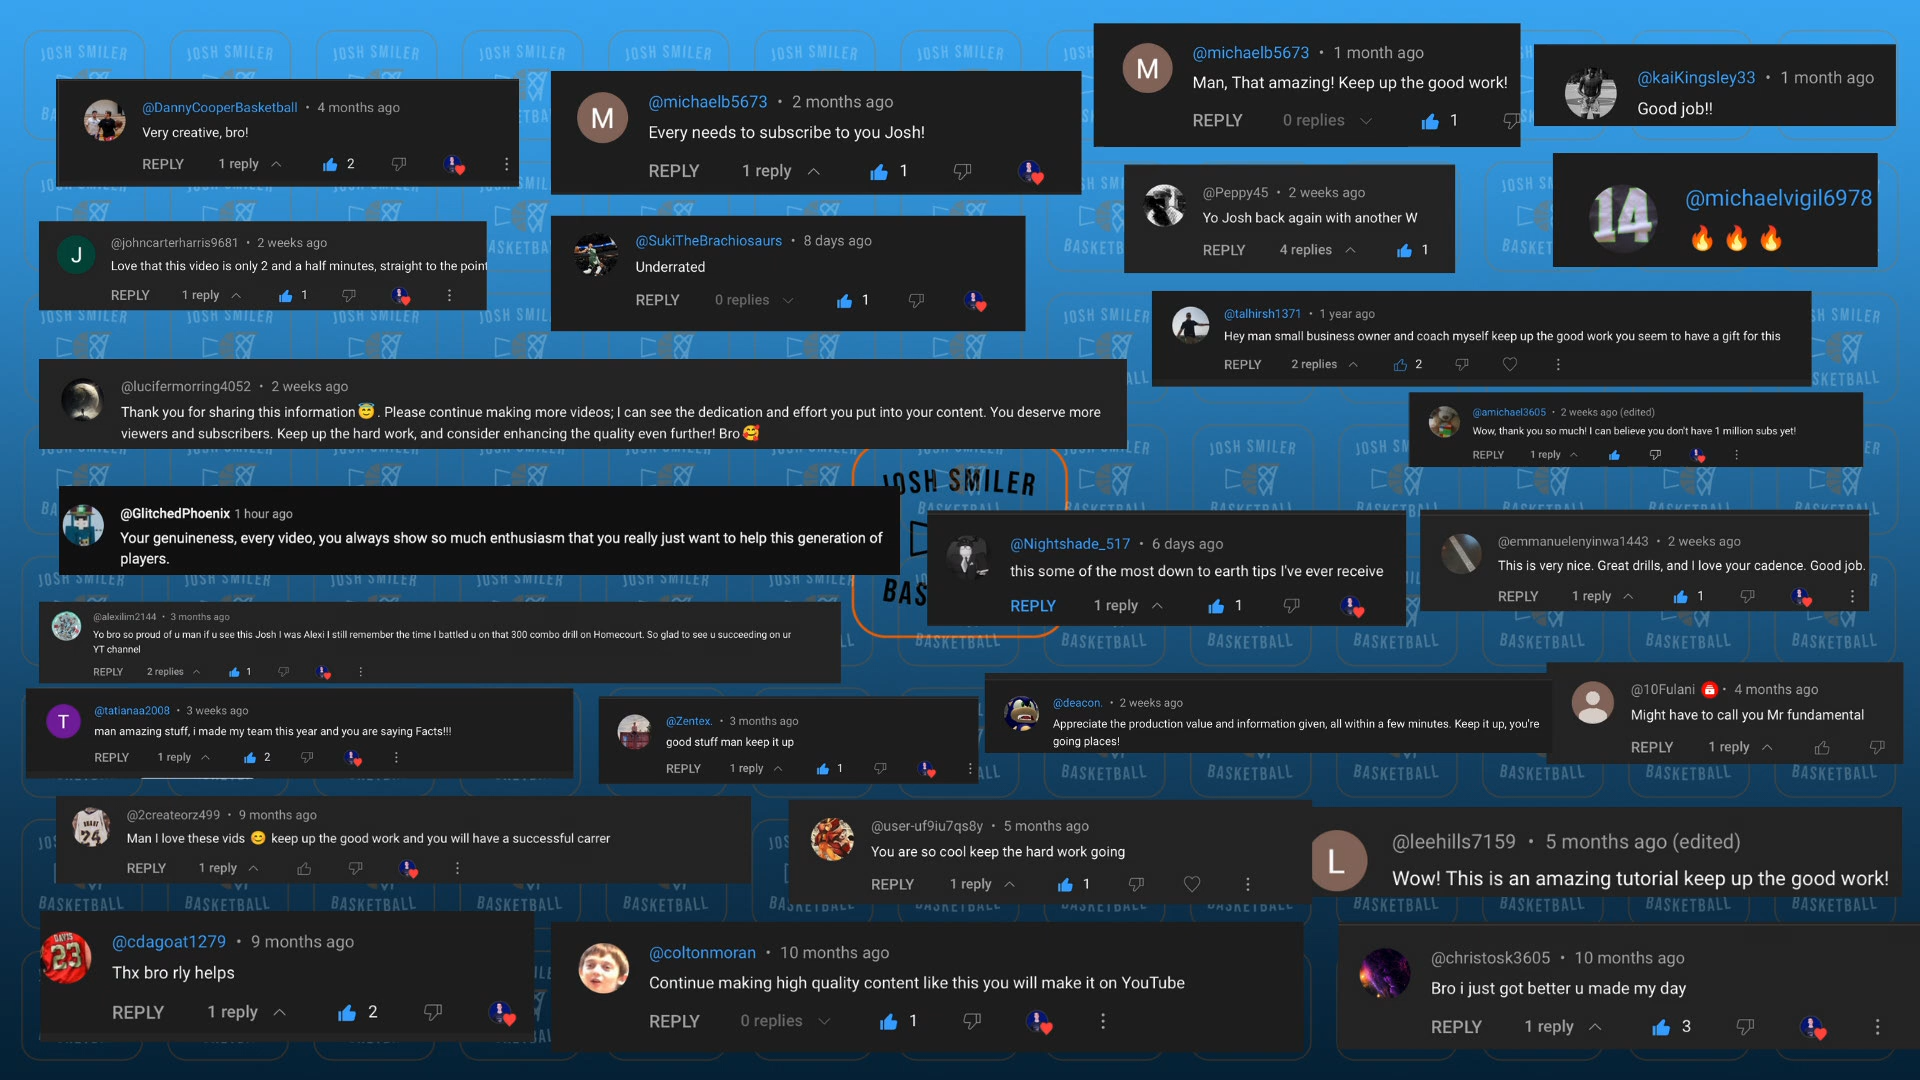 @DannyCooperBasketball • 4 months ago
Very creative, bro!
REPLY 1 reply 2
@michaelb5673 • 2 months ago
Every needs to subscribe to you Josh!
REPLY 1 reply 1
@michaelb5673 • 1 month ago
Man, That amazing! Keep up the good work!
REPLY 0 replies 1
@kaiKingsley33 • 1 month ago
Good job!!
@johncarterharris9681 • 2 weeks ago
Love that this video is only 2 and a half minutes, straight to the point
REPLY 1 reply 1
@SukiTheBrachiosaurs • 8 days ago
Underrated
REPLY 0 replies 1
@Peppy45 • 2 weeks ago
Yo Josh back again with another W
REPLY 4 replies 1
14
@michaelvigil6978
🔥🔥🔥
@talhirsh1371 • 1 year ago
Hey man small business owner and coach myself keep up the good work you seem to have a gift for this
REPLY 2 replies 2
@lucifermorring4052 • 2 weeks ago
Thank you for sharing this information😇. Please continue making more videos; I can see the dedication and effort you put into your content. You deserve more
viewers and subscribers. Keep up the hard work, and consider enhancing the quality even further! Bro🥰
@amichael3605 • 2 weeks ago (edited)
Wow, thank you so much! I can believe you don't have 1 million subs yet!
REPLY 1 reply
JOSH SMILER
BASKETBALL
@GlitchedPhoenix 1 hour ago
Your genuineness, every video, you always show so much enthusiasm that you really just want to help this generation of
players.
@Nightshade_517 • 6 days ago
this some of the most down to earth tips I've ever receive
REPLY 1 reply 1
@emmanuelenyinwa1443 • 2 weeks ago
This is very nice. Great drills, and I love your cadence. Good job.
REPLY 1 reply 1
@alexilim2144 • 3 months ago
Yo bro so proud of u man if u see this Josh I was Alexi I still remember the time I battled u on that 300 combo drill on Homecourt. So glad to see u succeeding on ur
YT channel
REPLY 2 replies 1
T
@tatianaa2008 • 3 weeks ago
man amazing stuff, i made my team this year and you are saying Facts!!!
REPLY 1 reply 2
@Zentex. • 3 months ago
good stuff man keep it up
REPLY 1 reply 1
@deacon. • 2 weeks ago
Appreciate the production value and information given, all within a few minutes. Keep it up, you're
going places!
@10Fulani • 4 months ago
Might have to call you Mr fundamental
REPLY 1 reply
@2createorz499 • 9 months ago
Man I love these vids 😊 keep up the good work and you will have a successful carrer
REPLY 1 reply
@user-uf9iu7qs8y • 5 months ago
You are so cool keep the hard work going
REPLY 1 reply 1
L
@leehills7159 • 5 months ago (edited)
Wow! This is an amazing tutorial keep up the good work!
@cdagoat1279 • 9 months ago
Thx bro rly helps
REPLY 1 reply 2
@coltonmoran • 10 months ago
Continue making high quality content like this you will make it on YouTube
REPLY 0 replies 1
@christosk3605 • 10 months ago
Bro i just got better u made my day
REPLY 1 reply 3